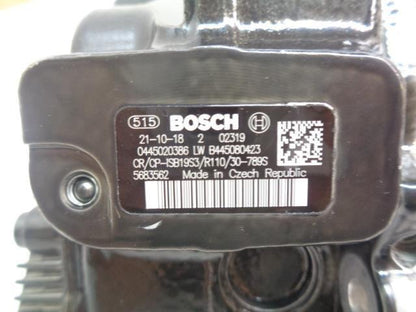 515 BOSCH
21-10-18 2 02319
0445020386 LW B445080423
CR/CP-ISB19S3/R110/30-789S
5683562 Made in Czech Republic